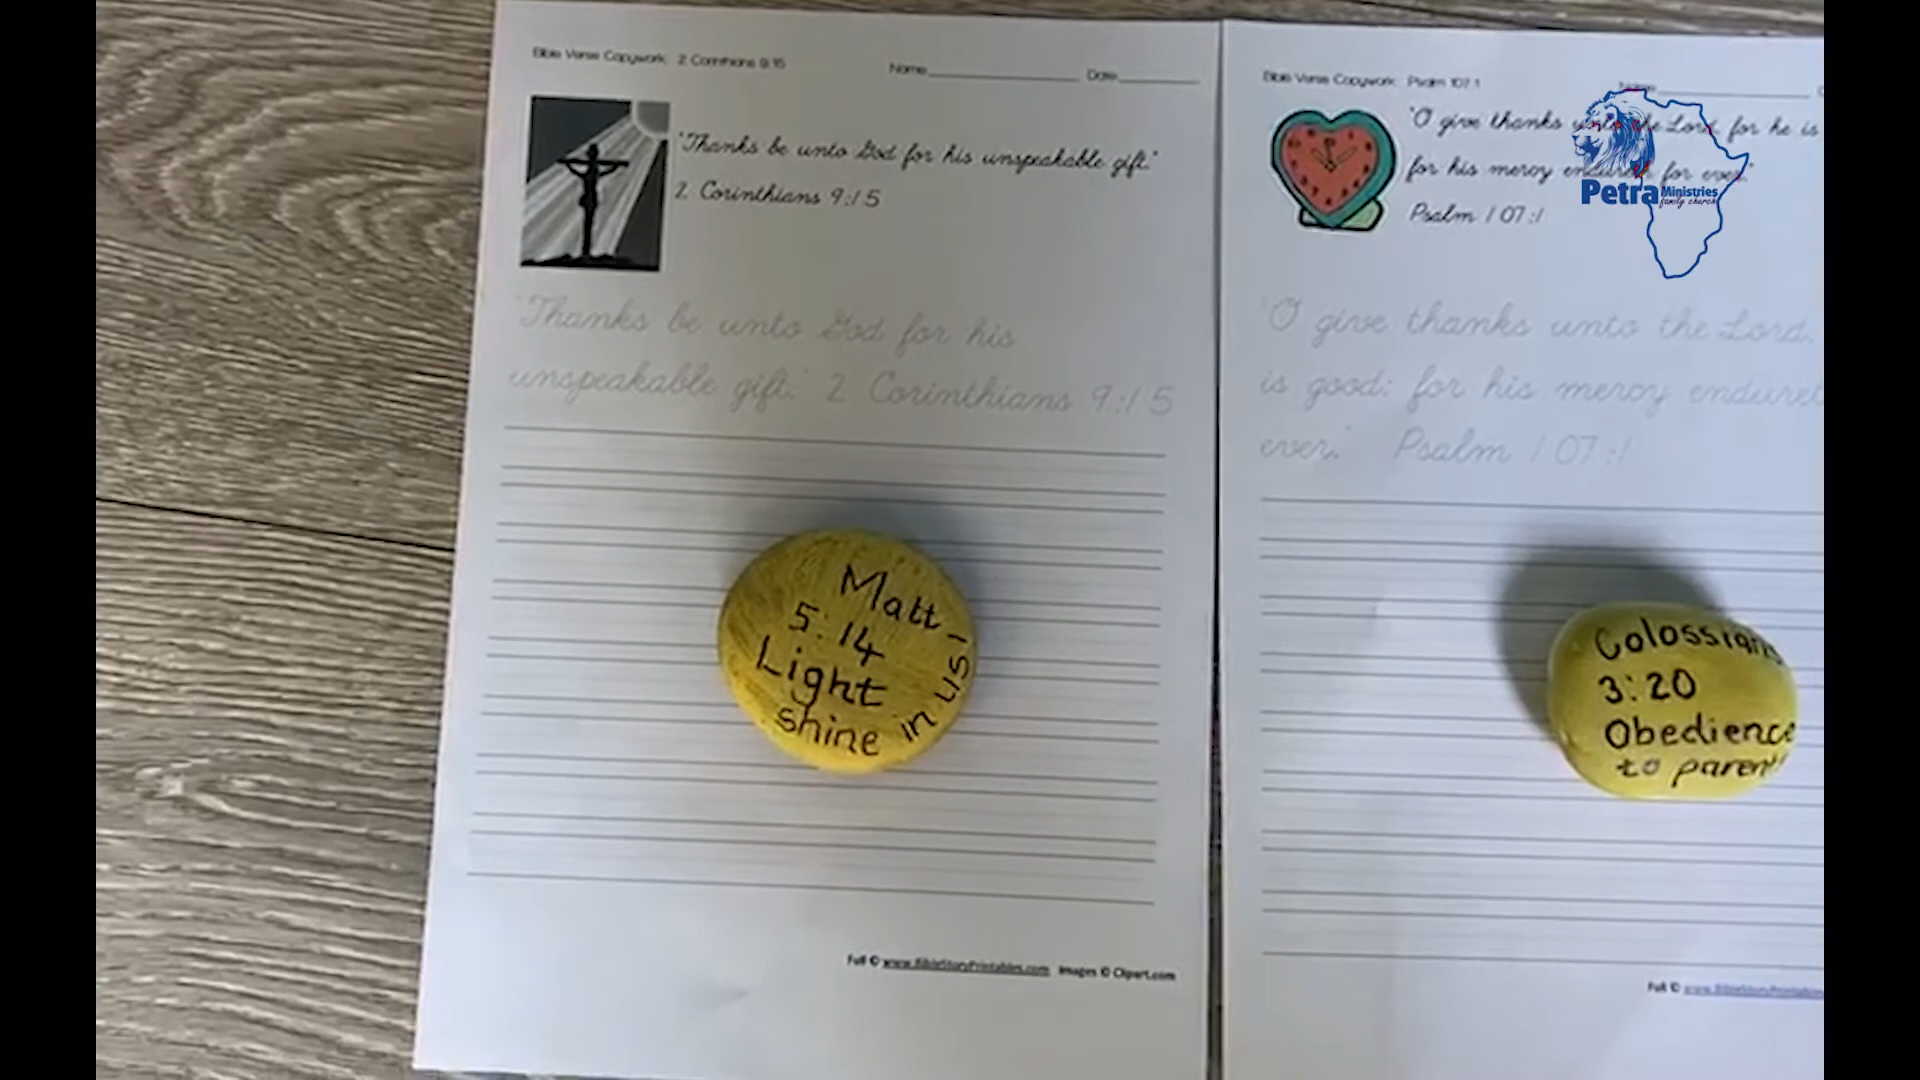 Bible Verse Copywork: 2 Corinthians 9:15
Name
Date
"Thanks be unto God for his unspeakable gift."
2 Corinthians 9:15
"Thanks be unto God for his
unspeakable gift." 2 Corinthians 9:15
Matt
5:14
Light
shine in us!
Full © www.BibleStoryPrintables.com Images © Clipart.com
Bible Verse Copywork: Psalm 107:1
Name
"O give thanks unto the Lord, for he is
for his mercy endureth for ever."
Psalm 107:1
Petra Ministries
family church
"O give thanks unto the Lord,
is good: for his mercy
ever." Psalm 107:1
Colossians
3:20
Obedience
to parents
Full ©